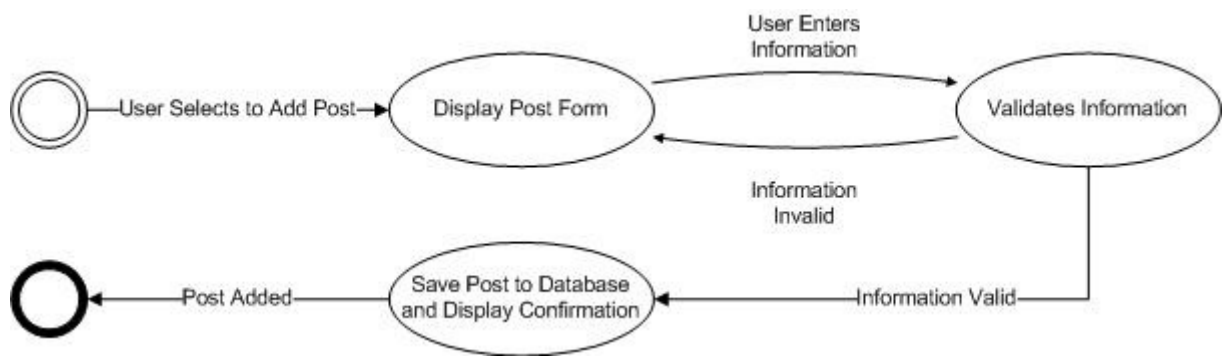 User Enters
Information
User Selects to Add Post
Display Post Form
Validates Information
Information
Invalid
Post Added
Save Post to Database
and Display Confirmation
Information Valid